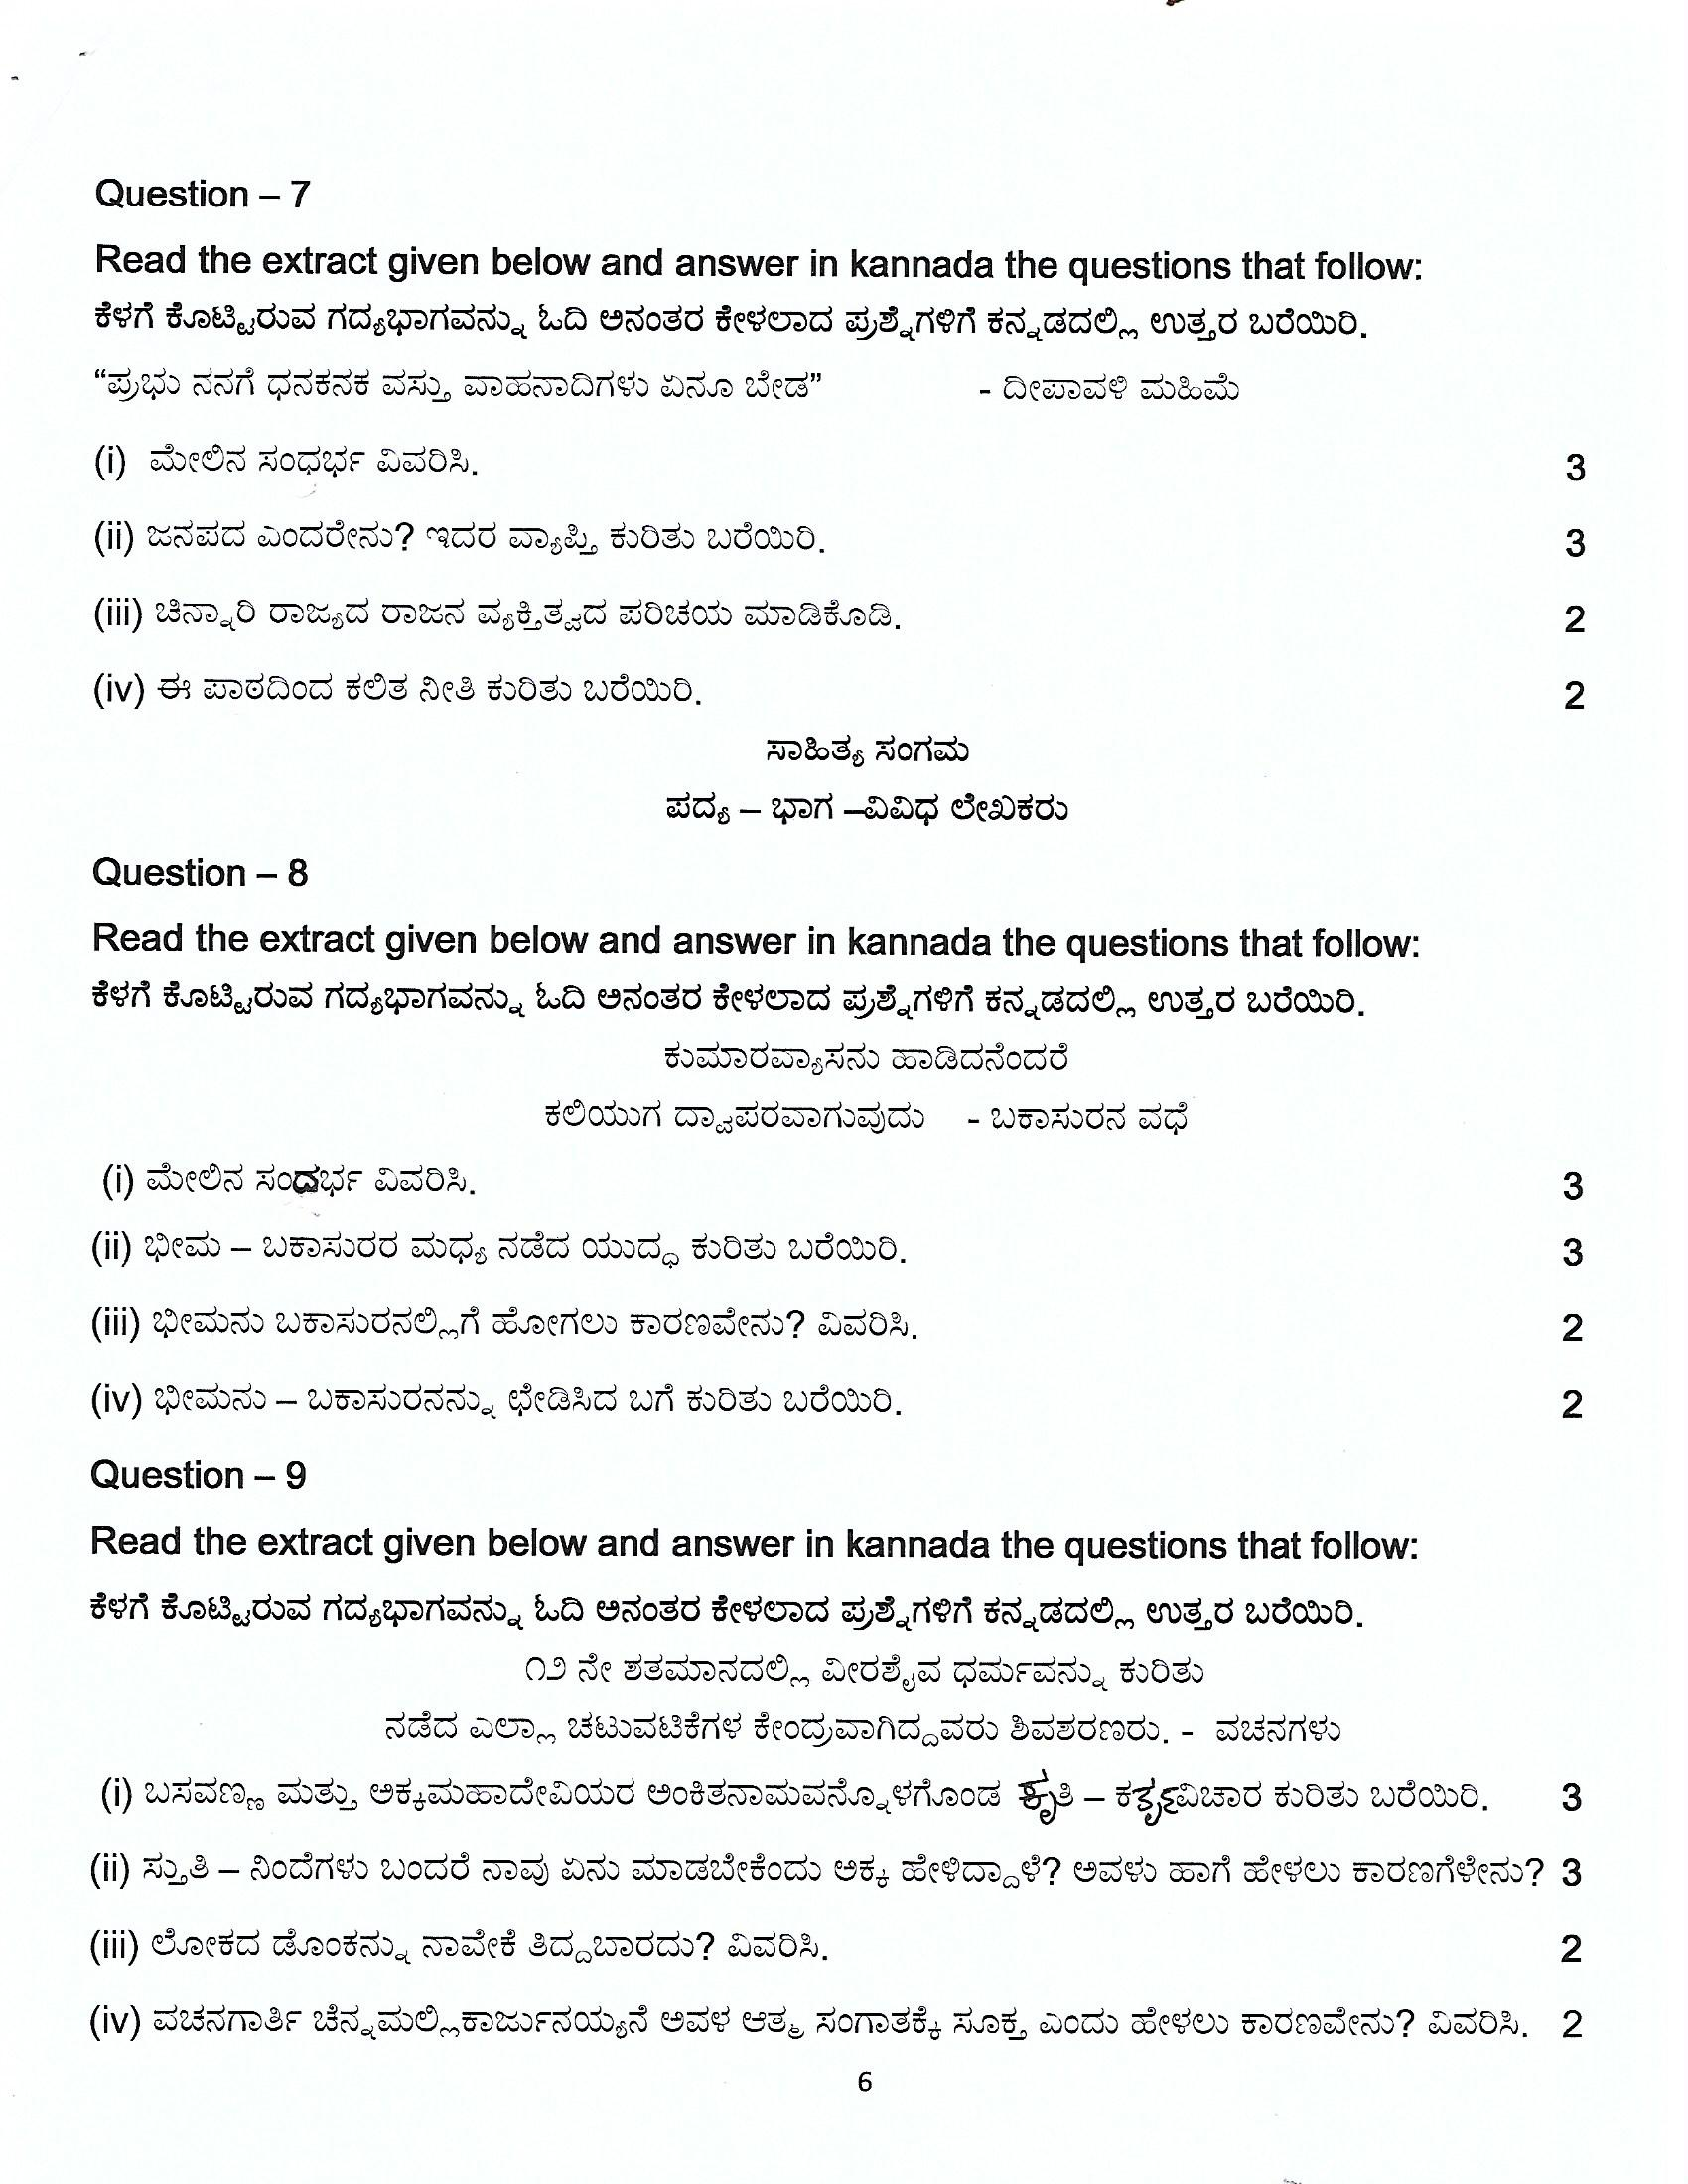 Question – 7
Read the extract given below and answer in kannada the questions that follow:
ಕೆಳಗೆ ಕೊಟ್ಟಿರುವ ಗದ್ಯಭಾಗವನ್ನು ಓದಿ ಅನಂತರ ಕೇಳಲಾದ ಪ್ರಶ್ನೆಗಳಿಗೆ ಕನ್ನಡದಲ್ಲಿ ಉತ್ತರ ಬರೆಯಿರಿ.
“ಪ್ರಭು ನನಗೆ ಧನಕನಕ ವಸ್ತು ವಾಹನಾದಿಗಳು ಏನೂ ಬೇಡ” - ದೀಪಾವಳಿ ಮಹಿಮೆ
(i) ಮೇಲಿನ ಸಂಧರ್ಭ ವಿವರಿಸಿ. 3
(ii) ಜನಪದ ಎಂದರೇನು? ಇದರ ವ್ಯಾಪ್ತಿ ಕುರಿತು ಬರೆಯಿರಿ. 3
(iii) ಚಿನ್ನಾರಿ ರಾಜ್ಯದ ರಾಜನ ವ್ಯಕ್ತಿತ್ವದ ಪರಿಚಯ ಮಾಡಿಕೊಡಿ. 2
(iv) ಈ ಪಾಠದಿಂದ ಕಲಿತ ನೀತಿ ಕುರಿತು ಬರೆಯಿರಿ. 2
ಸಾಹಿತ್ಯ ಸಂಗಮ
ಪದ್ಯ – ಭಾಗ –ವಿವಿಧ ಲೇಖಕರು
Question – 8
Read the extract given below and answer in kannada the questions that follow:
ಕೆಳಗೆ ಕೊಟ್ಟಿರುವ ಗದ್ಯಭಾಗವನ್ನು ಓದಿ ಅನಂತರ ಕೇಳಲಾದ ಪ್ರಶ್ನೆಗಳಿಗೆ ಕನ್ನಡದಲ್ಲಿ ಉತ್ತರ ಬರೆಯಿರಿ.
ಕುಮಾರವ್ಯಾಸನು ಹಾಡಿದನೆಂದರೆ
ಕಲಿಯುಗ ದ್ವಾಪರವಾಗುವುದು - ಬಕಾಸುರನ ವಧೆ
(i) ಮೇಲಿನ ಸಂದರ್ಭ ವಿವರಿಸಿ. 3
(ii) ಭೀಮ – ಬಕಾಸುರರ ಮಧ್ಯ ನಡೆದ ಯುದ್ಧ ಕುರಿತು ಬರೆಯಿರಿ. 3
(iii) ಭೀಮನು ಬಕಾಸುರನಲ್ಲಿಗೆ ಹೋಗಲು ಕಾರಣವೇನು? ವಿವರಿಸಿ. 2
(iv) ಭೀಮನು – ಬಕಾಸುರನನ್ನು ಛೇಡಿಸಿದ ಬಗೆ ಕುರಿತು ಬರೆಯಿರಿ. 2
Question – 9
Read the extract given below and answer in kannada the questions that follow:
ಕೆಳಗೆ ಕೊಟ್ಟಿರುವ ಗದ್ಯಭಾಗವನ್ನು ಓದಿ ಅನಂತರ ಕೇಳಲಾದ ಪ್ರಶ್ನೆಗಳಿಗೆ ಕನ್ನಡದಲ್ಲಿ ಉತ್ತರ ಬರೆಯಿರಿ.
೧೨ ನೇ ಶತಮಾನದಲ್ಲಿ ವೀರಶೈವ ಧರ್ಮವನ್ನು ಕುರಿತು
ನಡೆದ ಎಲ್ಲಾ ಚಟುವಟಿಕೆಗಳ ಕೇಂದ್ರವಾಗಿದ್ದವರು ಶಿವಶರಣರು. - ವಚನಗಳು
(i) ಬಸವಣ್ಣ ಮತ್ತು ಅಕ್ಕಮಹಾದೇವಿಯರ ಅಂಕಿತನಾಮವನ್ನೊಳಗೊಂಡ ಕೃತಿ – ಕತೃವಿಚಾರ ಕುರಿತು ಬರೆಯಿರಿ. 3
(ii) ಸ್ತುತಿ – ನಿಂದೆಗಳು ಬಂದರೆ ನಾವು ಏನು ಮಾಡಬೇಕೆಂದು ಅಕ್ಕ ಹೇಳಿದ್ದಾಳೆ? ಅವಳು ಹಾಗೆ ಹೇಳಲು ಕಾರಣಗೆಳೇನು? 3
(iii) ಲೋಕದ ಡೊಂಕನ್ನು ನಾವೇಕೆ ತಿದ್ದಬಾರದು? ವಿವರಿಸಿ. 2
(iv) ವಚನಗಾರ್ತಿ ಚೆನ್ನಮಲ್ಲಿಕಾರ್ಜುನಯ್ಯನೆ ಅವಳ ಆತ್ಮ ಸಂಗಾತಕ್ಕೆ ಸೂಕ್ತ ಎಂದು ಹೇಳಲು ಕಾರಣವೇನು? ವಿವರಿಸಿ. 2
6